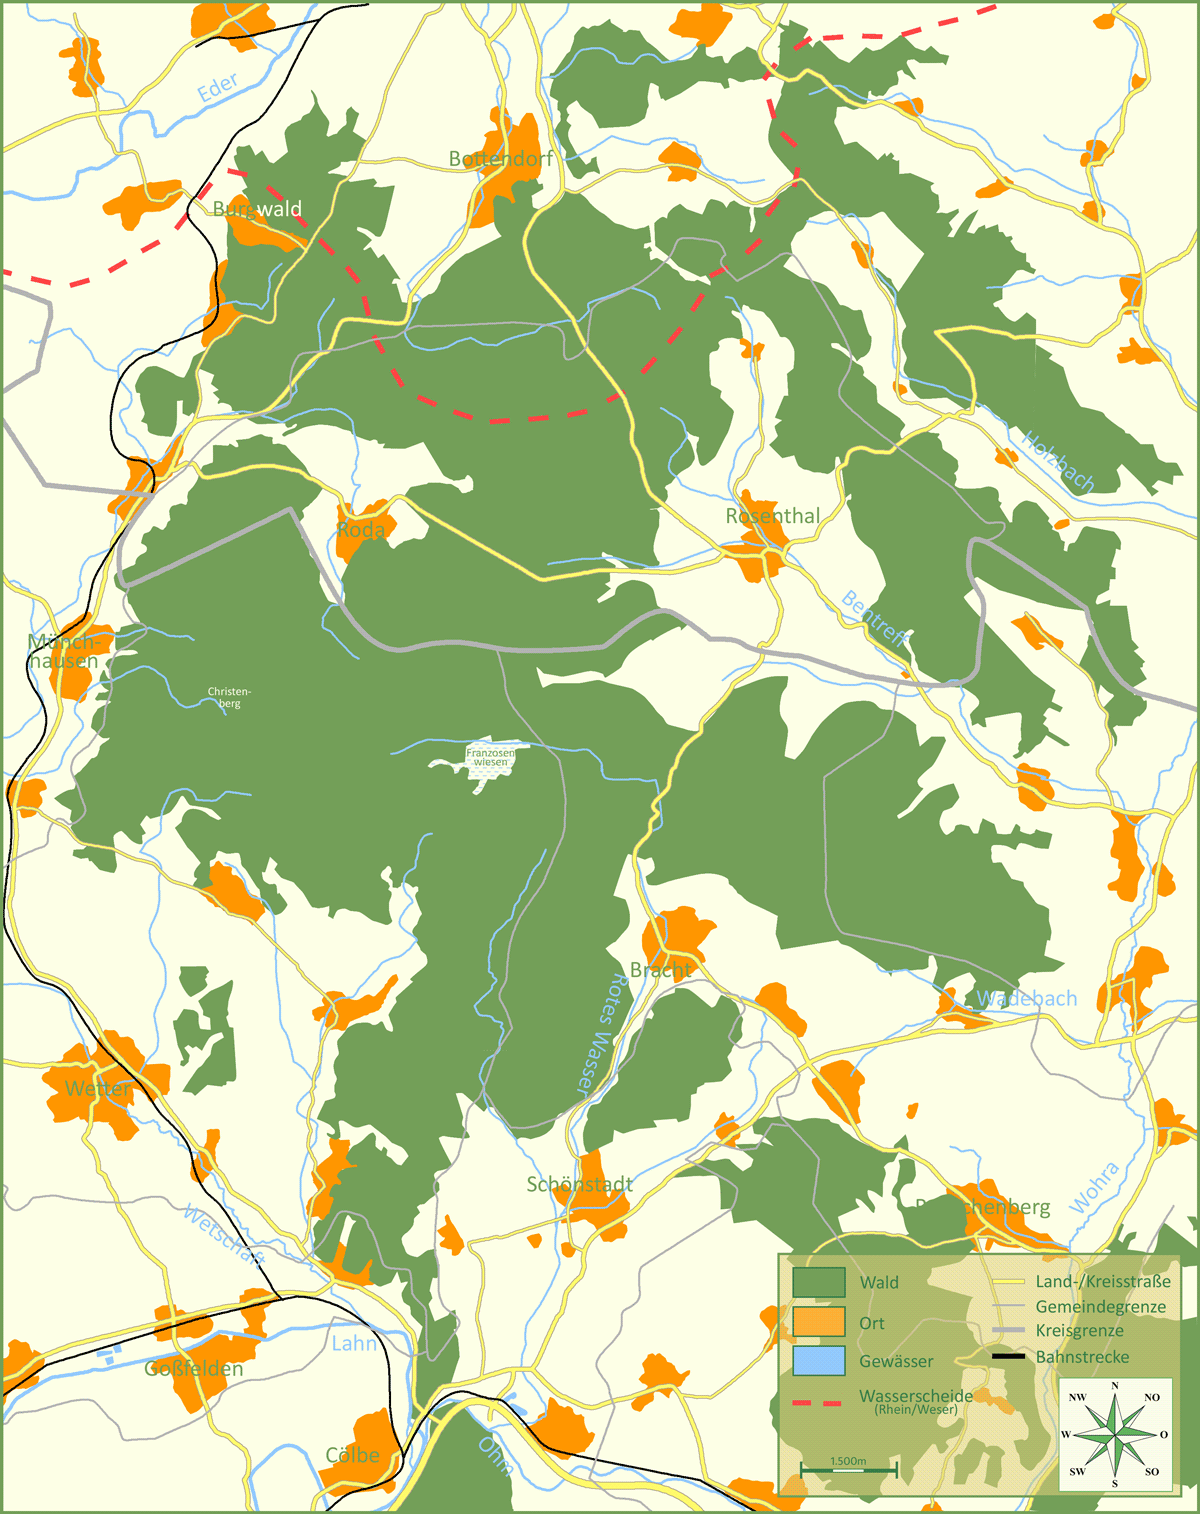 Eder
Bottendorf
Burgwald
Holzbach
Rosenthal
Roda
Bentreff
Münch-
hausen
Christen-
berg
Franzosen
wiesen
Bracht
Rotes Wasser
Wadebach
Wetter
Schönstadt
Wohra
Wetschaft
Lahn
Goßfelden
Cölbe
Ohm
Wald
Ort
Gewässer
Wasserscheide
(Rhein/Weser)
1.500m
Land-/Kreisstraße
Gemeindegrenze
Kreisgrenze
Bahnstrecke
N
NW
NO
W
O
SW
SO
S